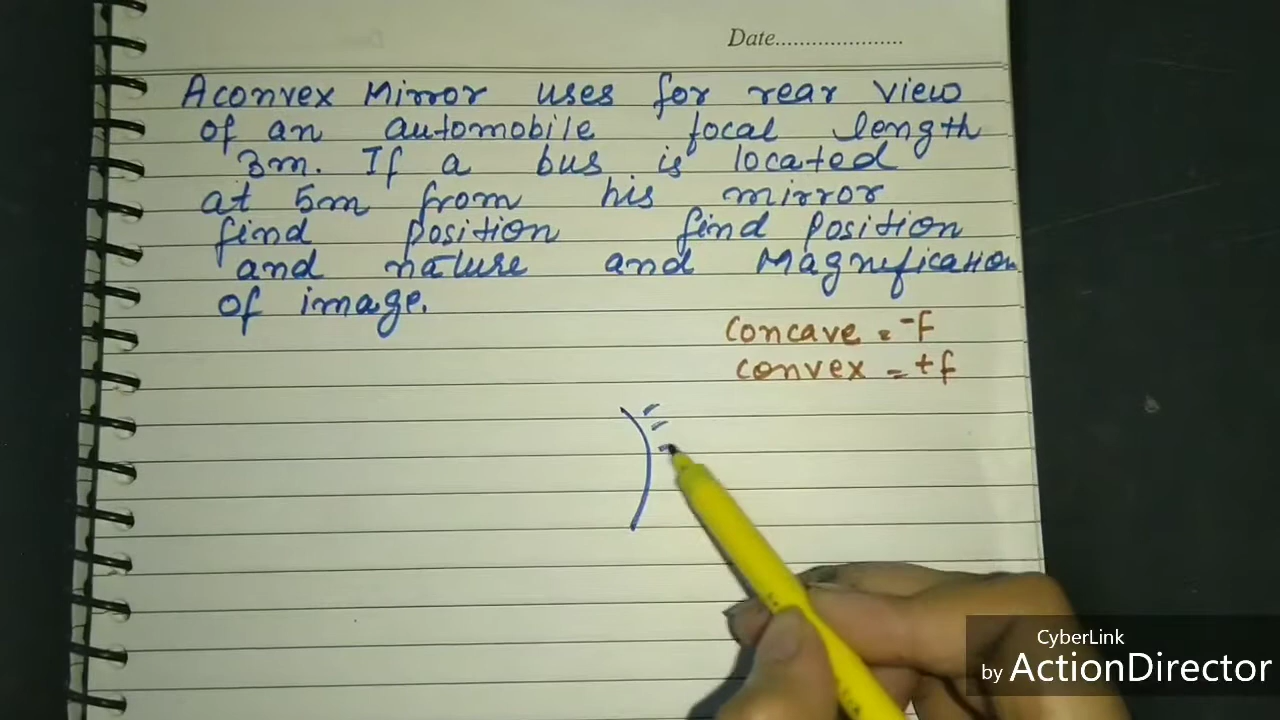 Date.....................
A convex Mirror uses for rear view
of an automobile focal length
3m. If a bus is located
at 5m from his mirror
find position find position
and nature and Magnification
of image.
concave = -f
convex = +f
CyberLink
by ActionDirector